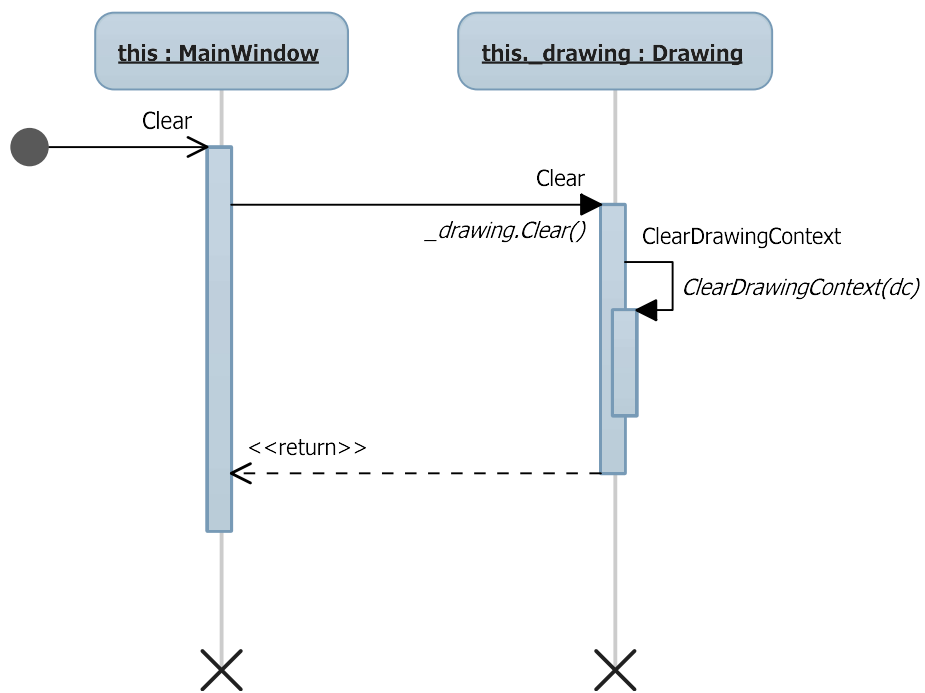 this : MainWindow
this._drawing : Drawing
Clear
Clear
_drawing.Clear()
ClearDrawingContext
ClearDrawingContext(dc)
<<return>>